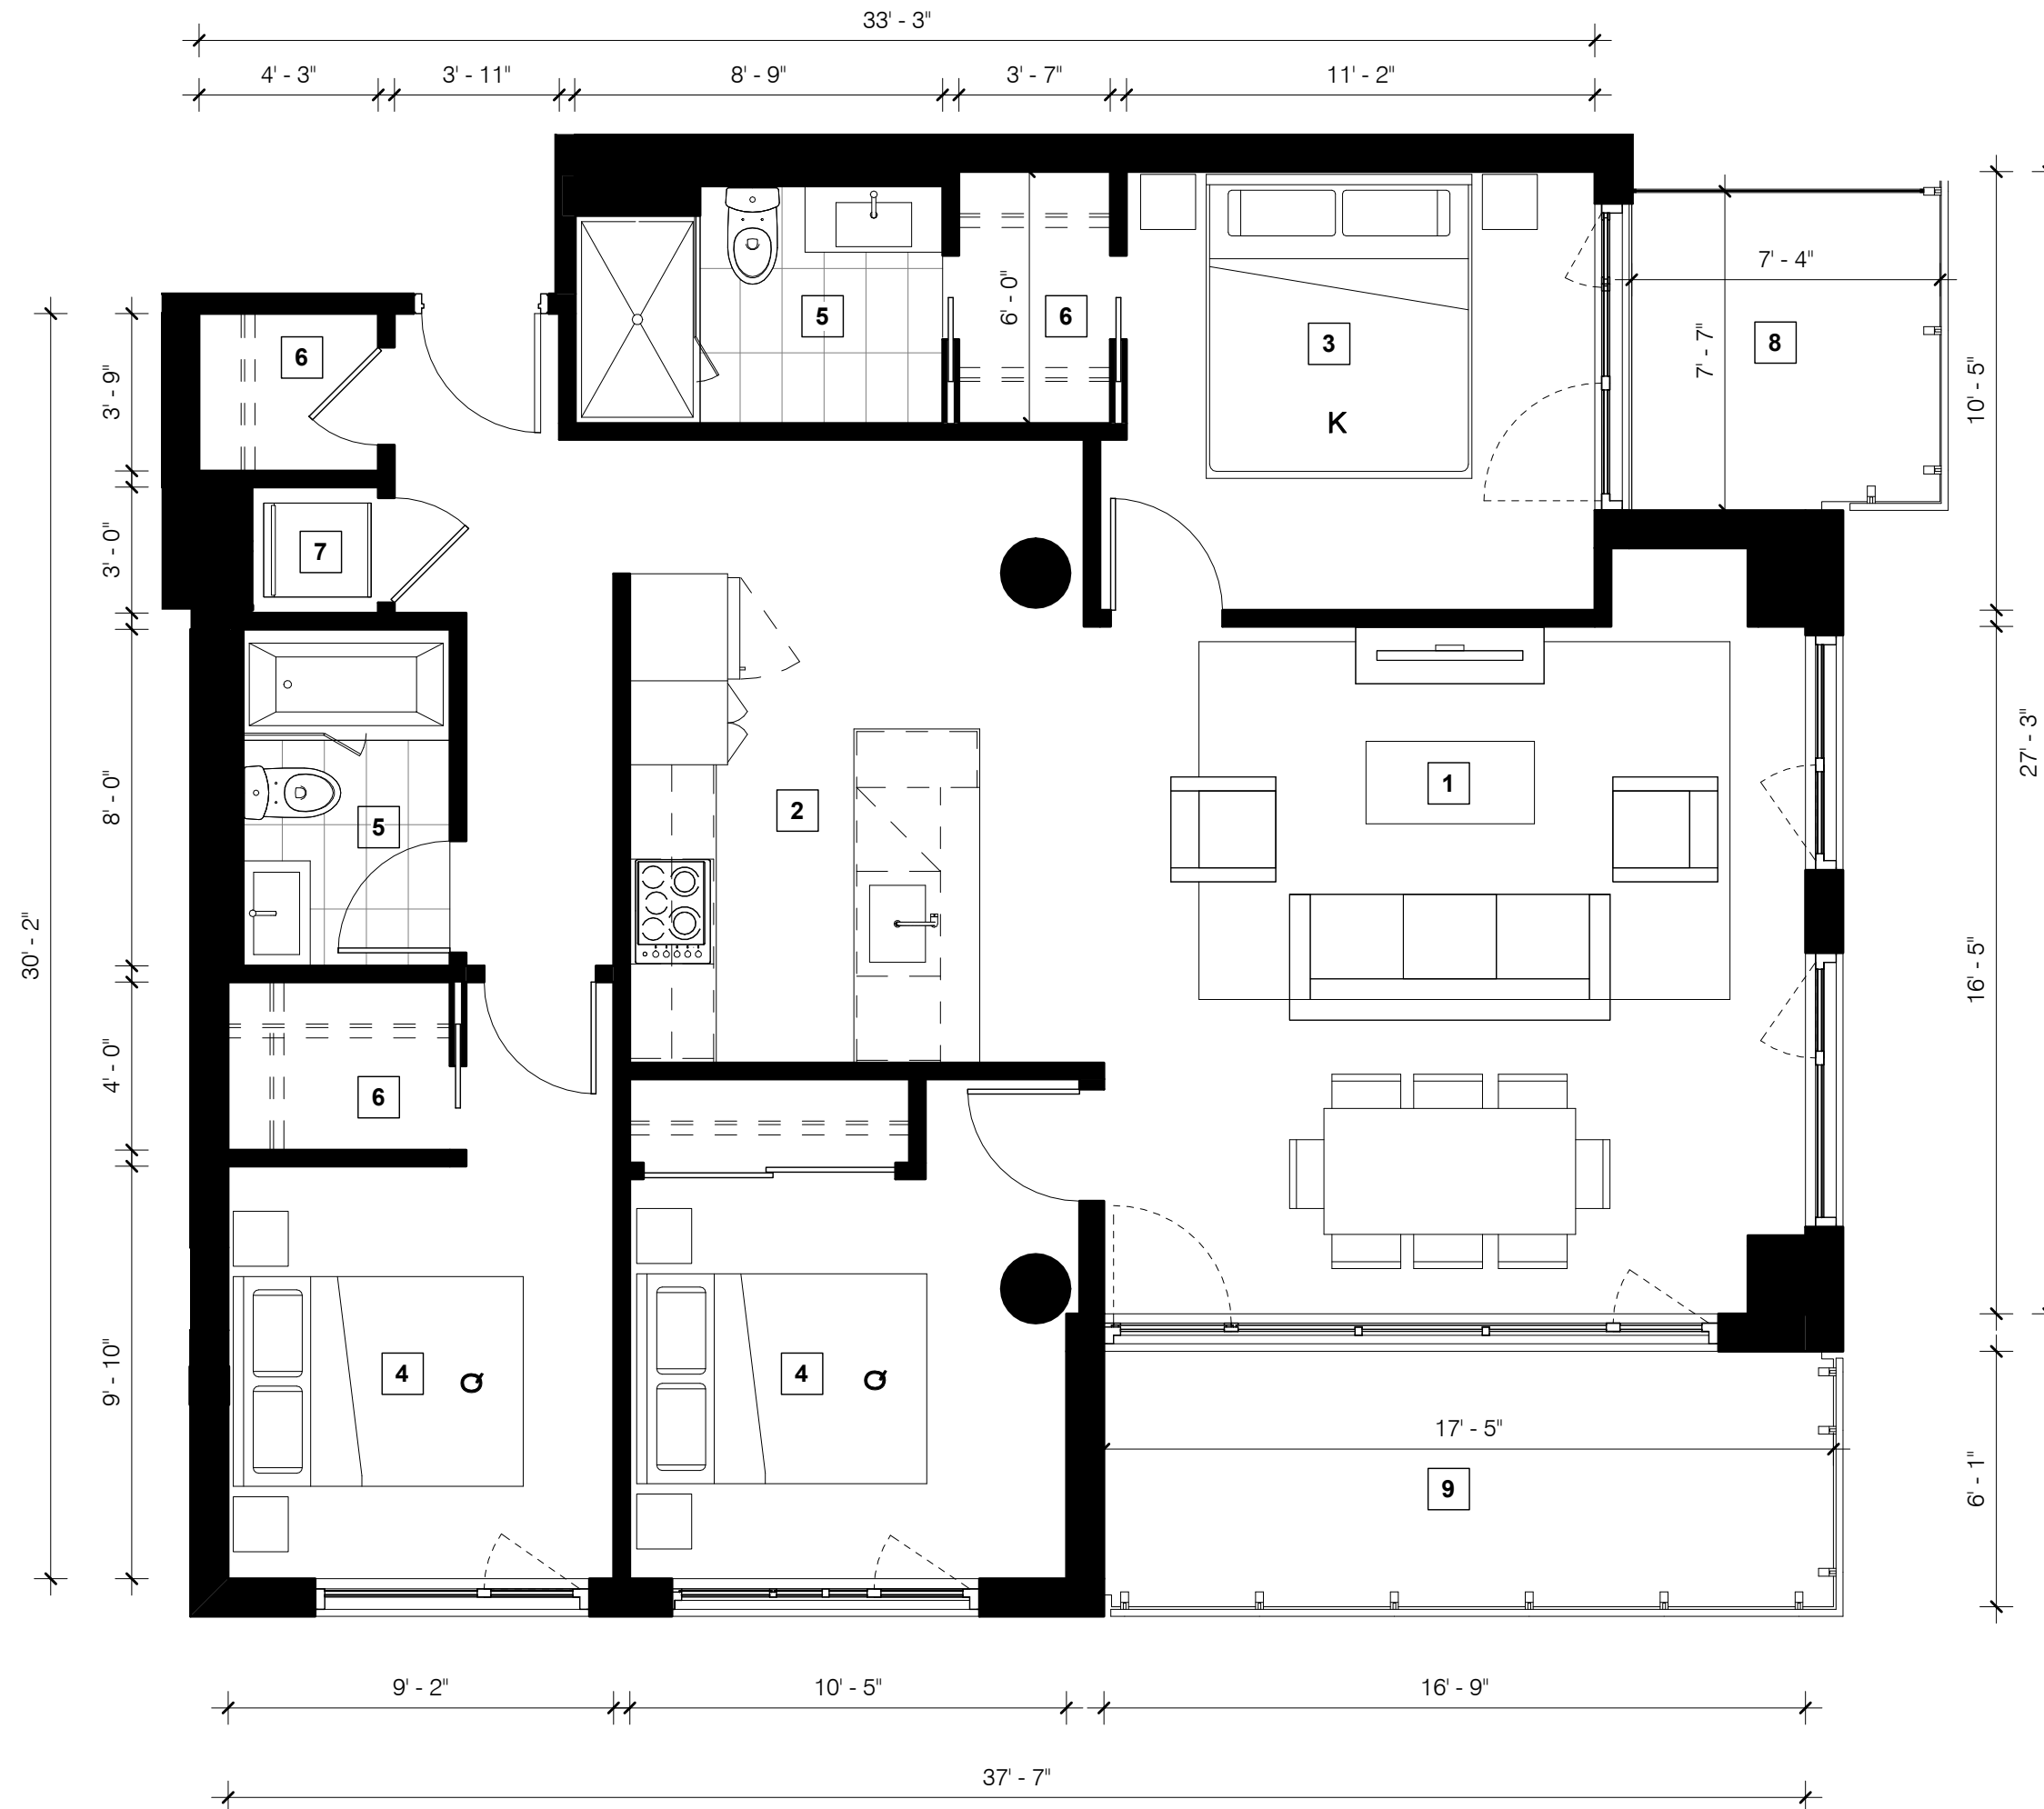 33' - 3"
4' - 3"
3' - 11"
8' - 9"
3' - 7"
11' - 2"
7' - 4"
6' - 0"
5
6
3
8
6
7' - 7"
3' - 9"
10' - 5"
K
7
3' - 0"
27' - 3"
1
2
8' - 0"
5
30' - 2"
16' - 5"
4' - 0"
6
9' - 10"
4
Q
4
Q
17' - 5"
9
6' - 1"
9' - 2"
10' - 5"
16' - 9"
37' - 7"